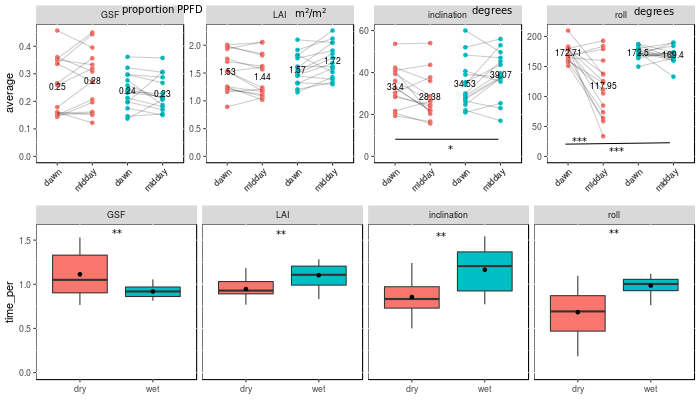 GSF proportion PPFD
LAI m²/m²
inclination degrees
roll degrees
average
0.4
0.3
0.2
0.1
0.0
0.25
0.28
0.24
0.23
dawn
midday
dawn
midday
2.0
1.5
1.0
0.5
0.0
1.53
1.44
1.57
1.72
dawn
midday
dawn
midday
60
40
20
0
33.4
28.38
34.53
39.07
*
dawn
midday
dawn
midday
200
150
100
50
0
172.71
117.95
172.5
169.4
***
***
dawn
midday
dawn
midday
GSF
LAI
inclination
roll
time_per
1.5
1.0
0.5
0.0
**
**
**
**
dry
wet
dry
wet
dry
wet
dry
wet